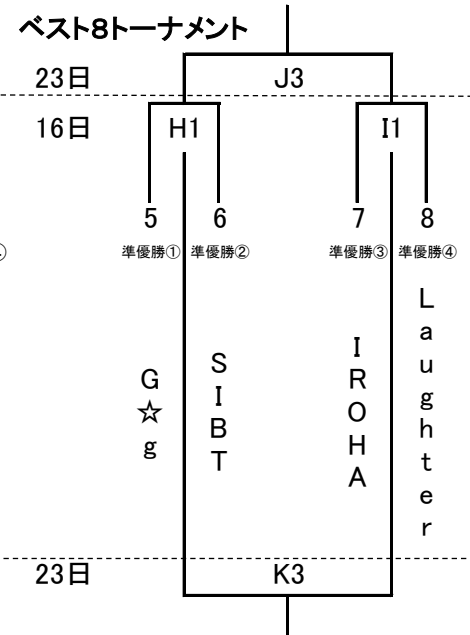 ベスト8トーナメント
23日 J3
16日 H1 I1
5 6 7 8
準優勝① 準優勝② 準優勝③ 準優勝④
G☆g
SIBT
IROHA
Laughter
23日 K3